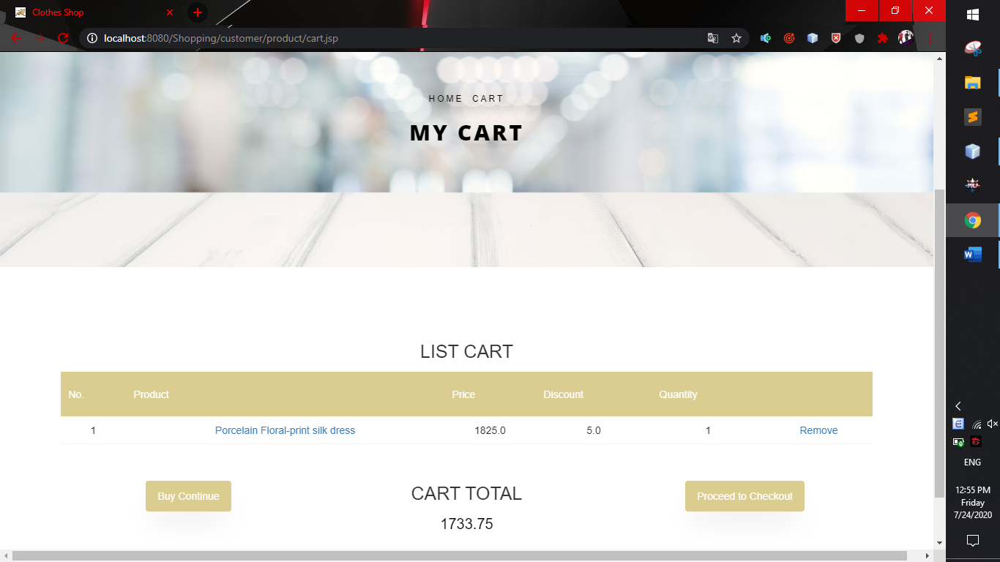 Clothes Shop
localhost:8080/Shopping/customer/product/cart.jsp
HOME CART
MY CART
LIST CART
No. Product Price Discount Quantity
1 Porcelain Floral-print silk dress 1825.0 5.0 1 Remove
Buy Continue
CART TOTAL
1733.75
Proceed to Checkout
ENG
12:55 PM
Friday
7/24/2020